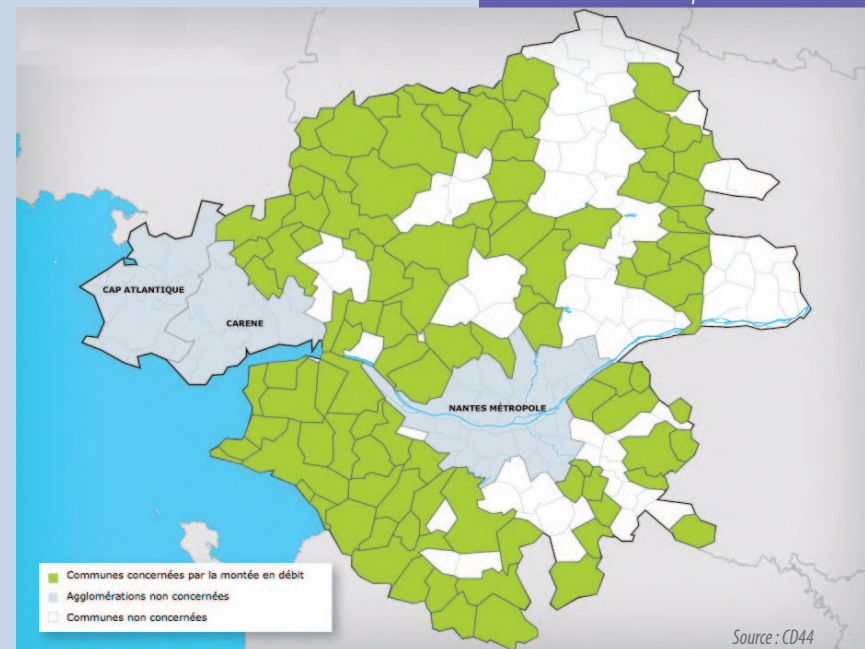 CAP ATLANTIQUE
CARENE
NANTES MÉTROPOLE
Communes concernées par la montée en débit
Agglomérations non concernées
Communes non concernées
Source : CD44